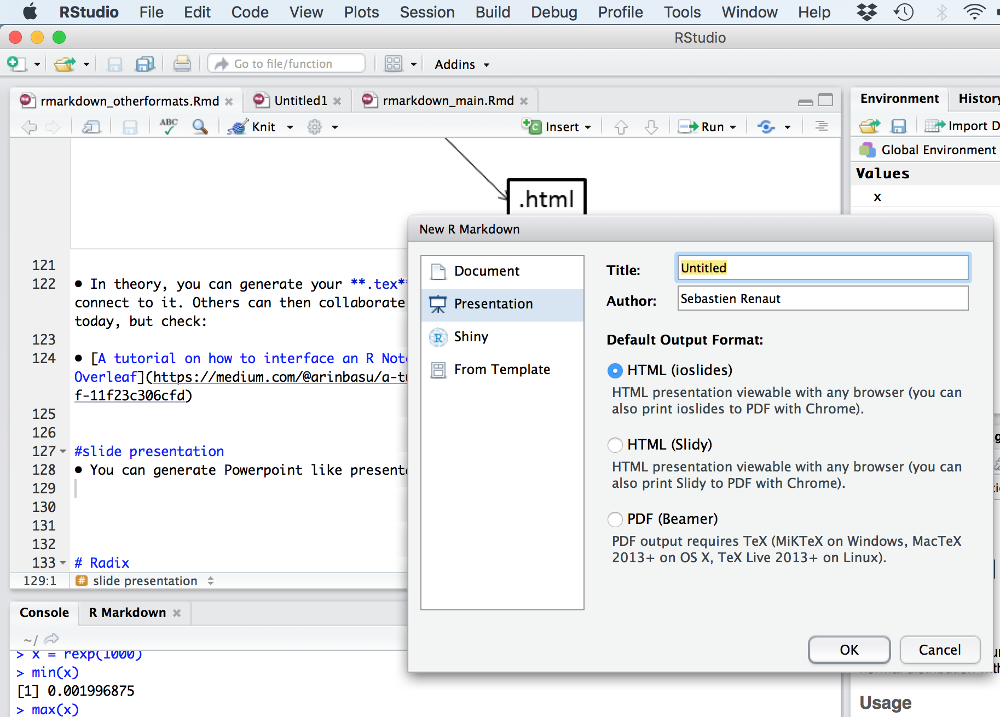 RStudio File Edit Code View Plots Session Build Debug Profile Tools Window Help
RStudio
Go to file/function Addins
rmarkdown_otherformats.Rmd Untitled1 rmarkdown_main.Rmd
ABC Knit Insert Run
.html
121
122 • In theory, you can generate your **.tex**
connect to it. Others can then collaborate
today, but check:
123
124 • [A tutorial on how to interface an R
Overleaf](https://medium.com/@arinbasu/a-
f-11f23c306cfd)
125
126
127 #slide presentation
128 • You can generate Powerpoint like
129
130
131
132
133 # Radix
129:1 # slide presentation
Console R Markdown
~/
> x = rexp(1000)
> min(x)
[1] 0.001996875
> max(x)
Environment History
Import
Global Environment
Values
x
New R Markdown
Document
Presentation
Shiny
From Template
Title: Untitled
Author: Sebastien Renaut
Default Output Format:
HTML (ioslides)
HTML presentation viewable with any browser (you can
also print ioslides to PDF with Chrome).
HTML (Slidy)
HTML presentation viewable with any browser (you can
also print Slidy to PDF with Chrome).
PDF (Beamer)
PDF output requires TeX (MiKTeX on Windows, MacTeX
2013+ on OS X, TeX Live 2013+ on Linux).
OK Cancel
Usage